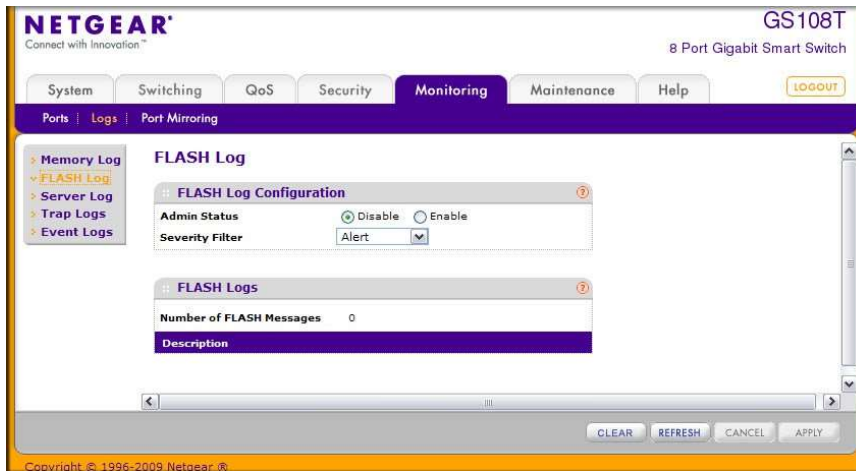 NETGEAR®
Connect with Innovation™
GS108T
8 Port Gigabit Smart Switch
System Switching QoS Security Monitoring Maintenance Help LOGOUT
Ports Logs Port Mirroring
Memory Log
FLASH Log
Server Log
Trap Logs
Event Logs
FLASH Log
FLASH Log Configuration ?
Admin Status Disable Enable
Severity Filter Alert
FLASH Logs ?
Number of FLASH Messages 0
Description
CLEAR REFRESH CANCEL APPLY
Copyright © 1996-2009 Netgear ®